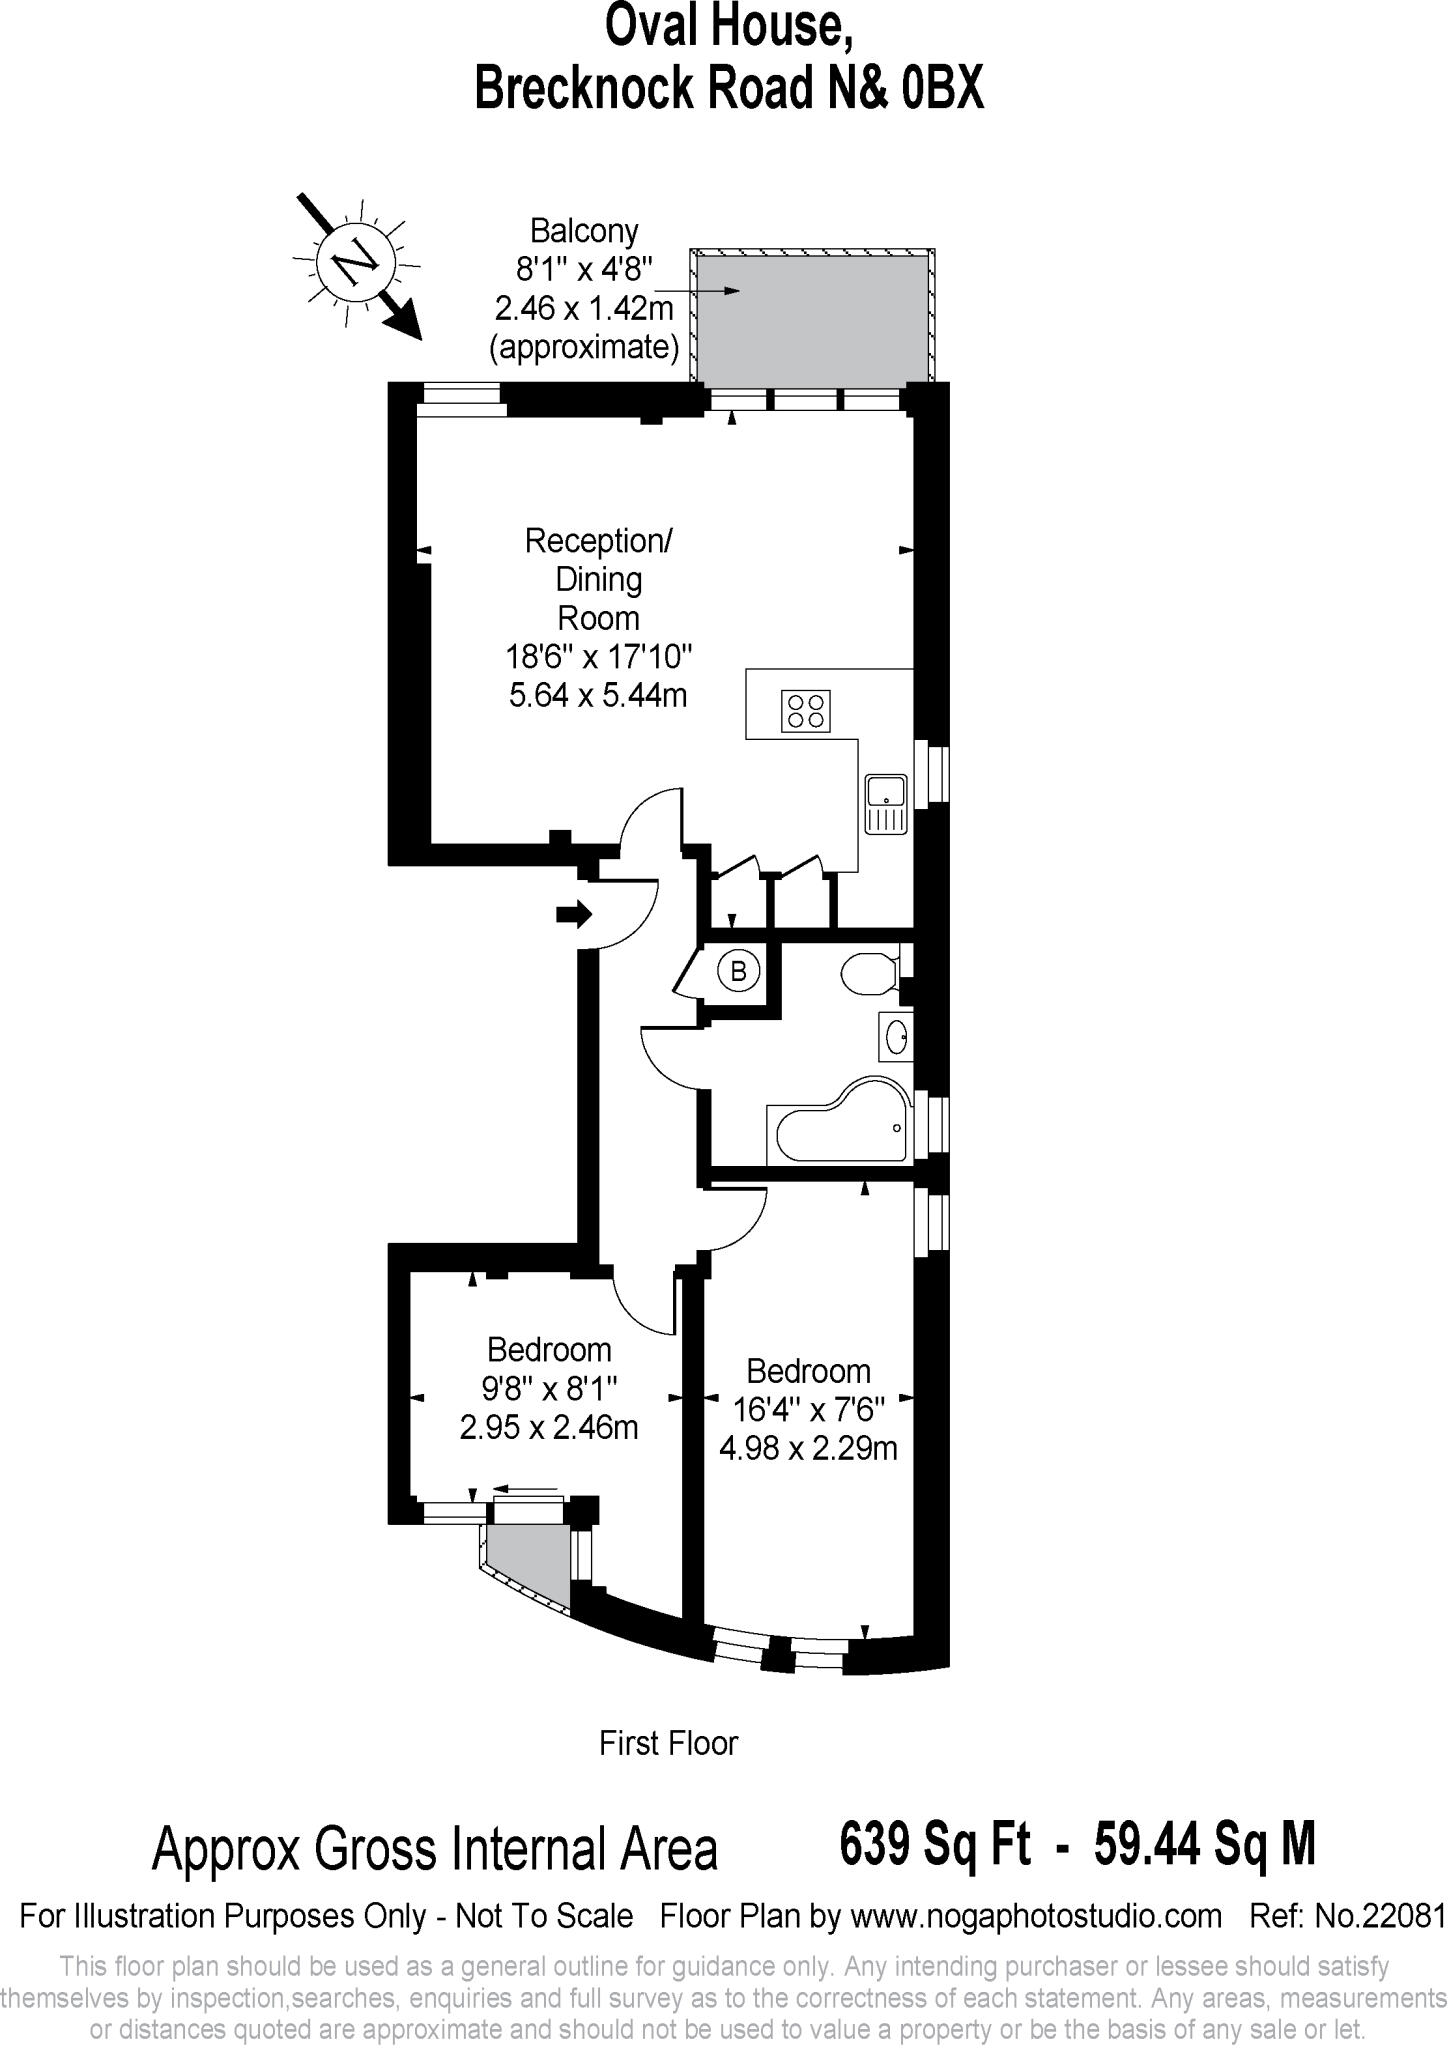 Oval House,
Brecknock Road N& 0BX
N
Balcony
8'1" x 4'8"
2.46 x 1.42m
(approximate)
Reception/
Dining
Room
18'6" x 17'10"
5.64 x 5.44m
B
Bedroom
9'8" x 8'1"
2.95 x 2.46m
Bedroom
16'4" x 7'6"
4.98 x 2.29m
First Floor
Approx Gross Internal Area 639 Sq Ft - 59.44 Sq M
For Illustration Purposes Only - Not To Scale Floor Plan by www.nogaphotostudio.com Ref: No.22081
This floor plan should be used as a general outline for guidance only. Any intending purchaser or lessee should satisfy
themselves by inspection,searches, enquiries and full survey as to the correctness of each statement. Any areas, measurements
or distances quoted are approximate and should not be used to value a property or be the basis of any sale or let.